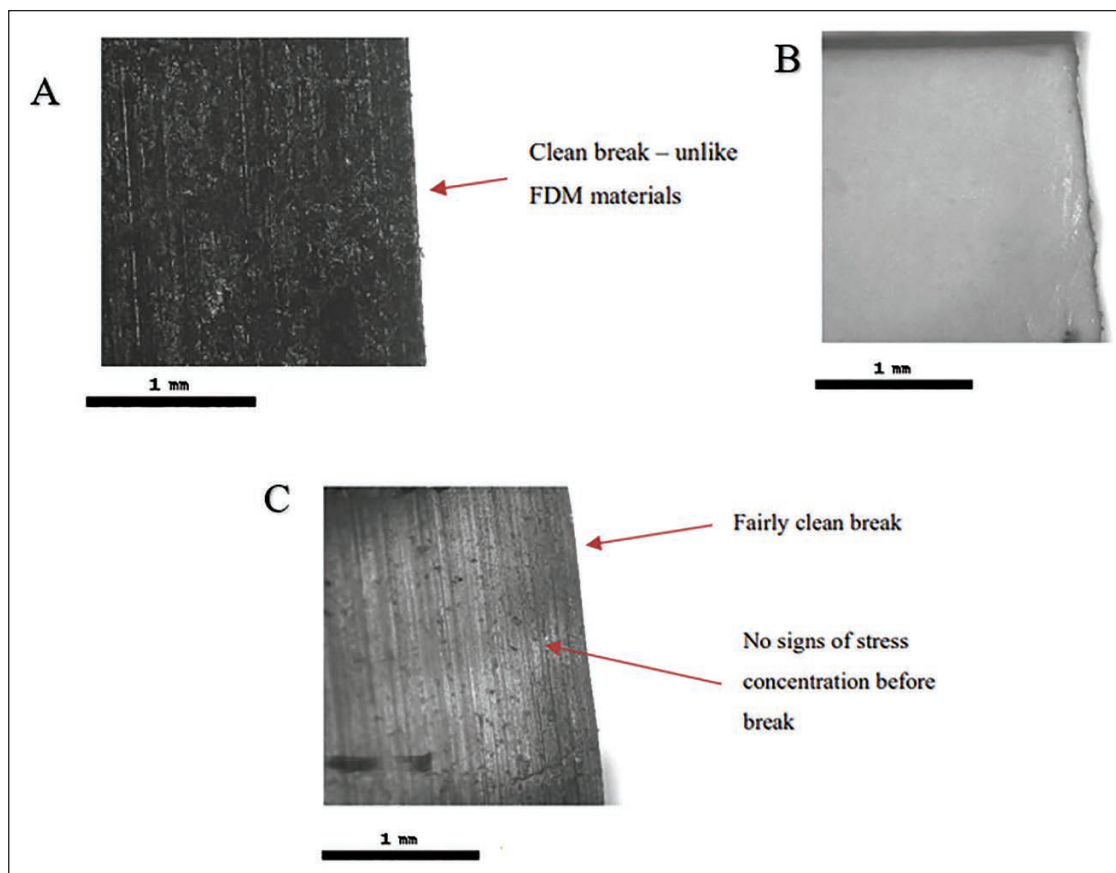 A
Clean break – unlike
FDM materials
1 mm
B
1 mm
C
Fairly clean break
No signs of stress
concentration before
break
1 mm